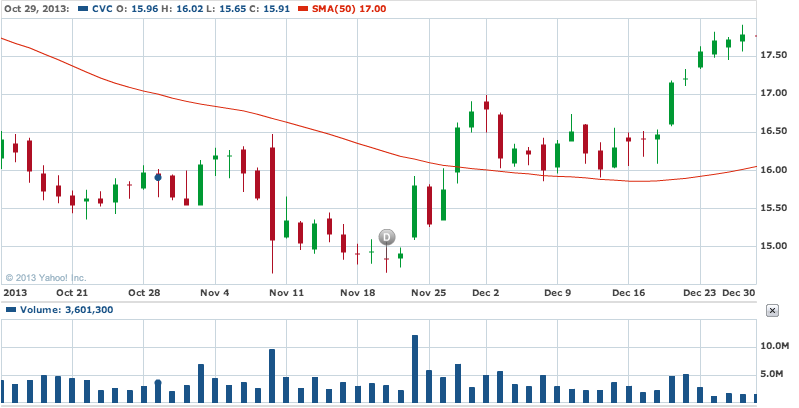 Oct 29, 2013: CVC O: 15.96 H: 16.02 L: 15.65 C: 15.91 SMA(50) 17.00
17.50
17.00
16.50
16.00
15.50
D
15.00
© 2013 Yahoo! Inc.
2013 Oct 21 Oct 28 Nov 4 Nov 11 Nov 18 Nov 25 Dec 2 Dec 9 Dec 16 Dec 23 Dec 30
Volume: 3,601,300
10.0M
5.0M